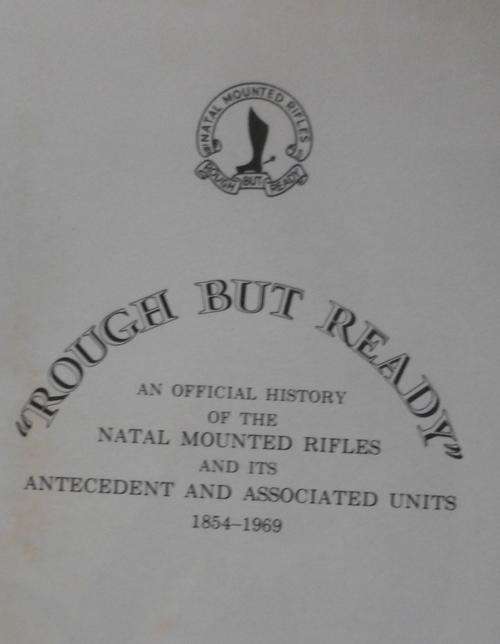 NATAL MOUNTED RIFLES
ROUGH BUT READY
"ROUGH BUT READY"
AN OFFICIAL HISTORY
OF THE
NATAL MOUNTED RIFLES
AND ITS
ANTECEDENT AND ASSOCIATED UNITS
1854–1969